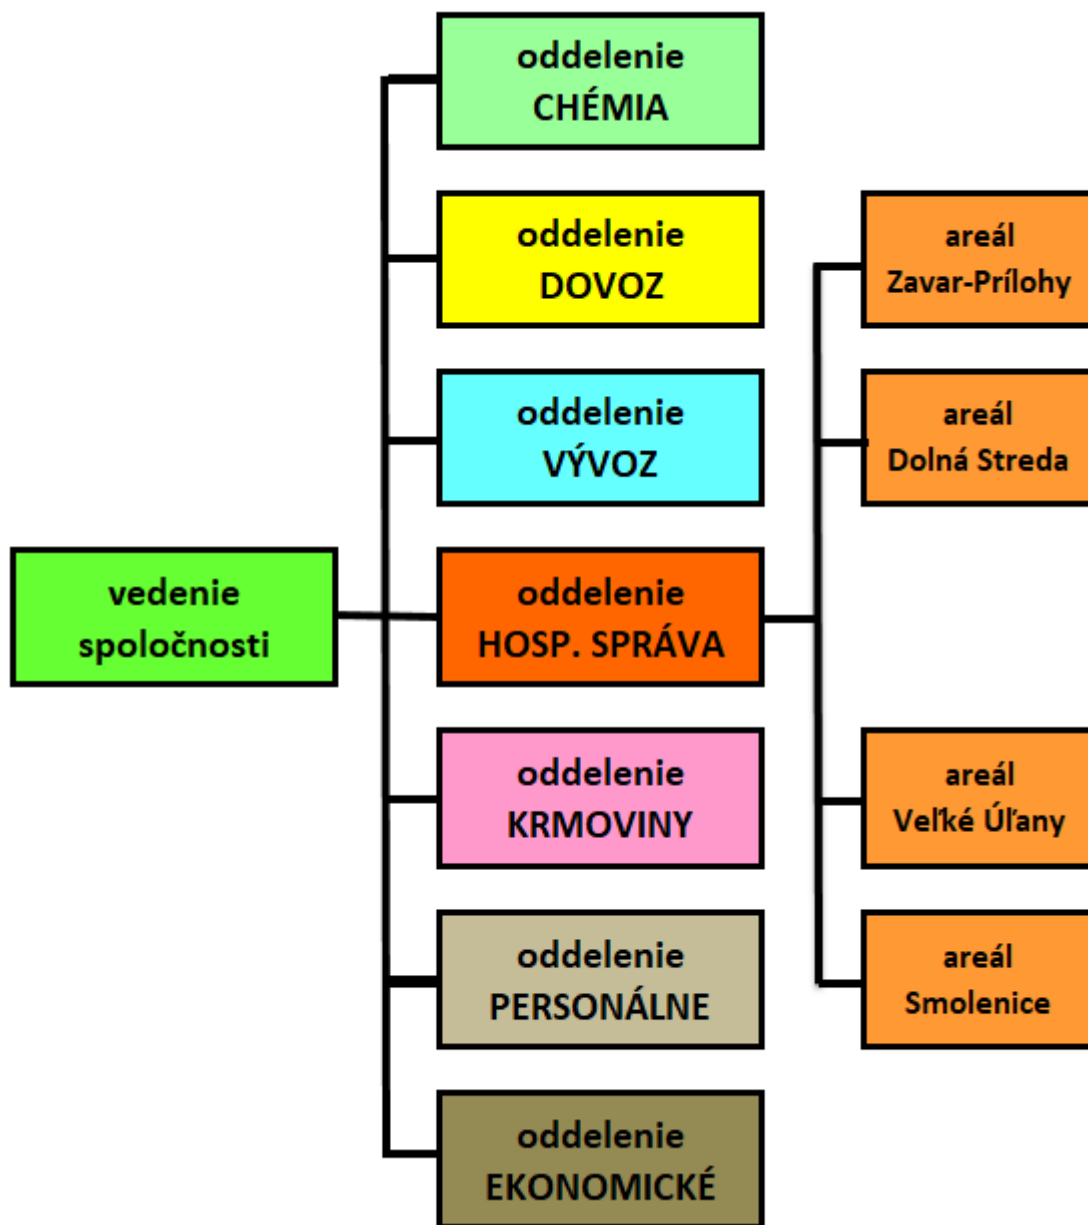 oddelenie
CHÉMIA
oddelenie
DOVOZ
areál
Zavar-Prílohy
oddelenie
VÝVOZ
areál
Dolná Streda
vedenie
spoločnosti
oddelenie
HOSP. SPRÁVA
oddelenie
KRMOVINY
areál
Veľké Úľany
oddelenie
PERSONÁLNE
areál
Smolenice
oddelenie
EKONOMICKÉ